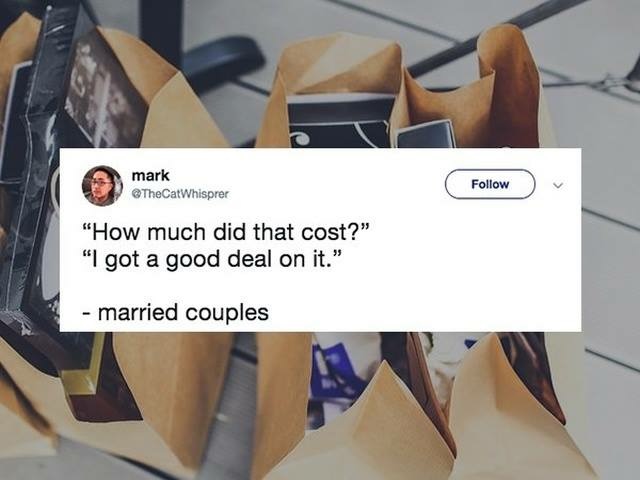 mark
@TheCatWhisprer
Follow
“How much did that cost?”
“I got a good deal on it.”
- married couples